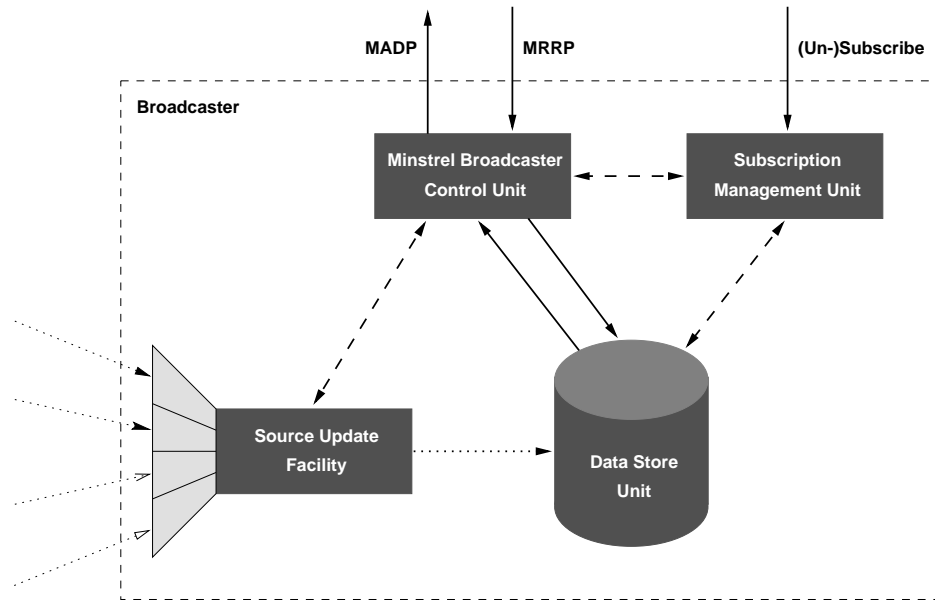 MADP
MRRP
(Un-)Subscribe
Broadcaster
Minstrel Broadcaster
Control Unit
Subscription
Management Unit
Source Update
Facility
Data Store
Unit